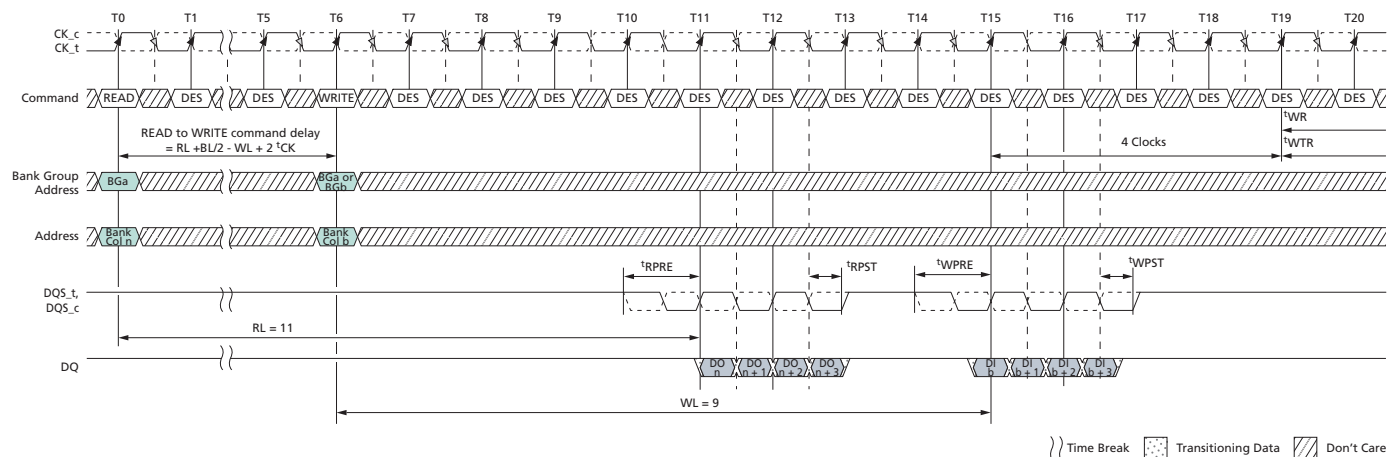 T0 T1 T5 T6 T7 T8 T9 T10 T11 T12 T13 T14 T15 T16 T17 T18 T19 T20
CK_c
CK_t
Command READ DES DES WRITE DES DES DES DES DES DES DES DES DES DES DES DES DES DES
READ to WRITE command delay
= RL +BL/2 - WL + 2 tCK
4 Clocks
tWR
tWTR
Bank Group
Address
BGa
BGa or
BGb
Address
Bank
Col n
Bank
Col b
tRPRE
tRPST
tWPRE
tWPST
DQS_t,
DQS_c
RL = 11
DQ
DO
n
DO
n + 1
DO
n + 2
DO
n + 3
DI
b
DI
b + 1
DI
b + 2
DI
b + 3
WL = 9
Time Break Transitioning Data Don't Care